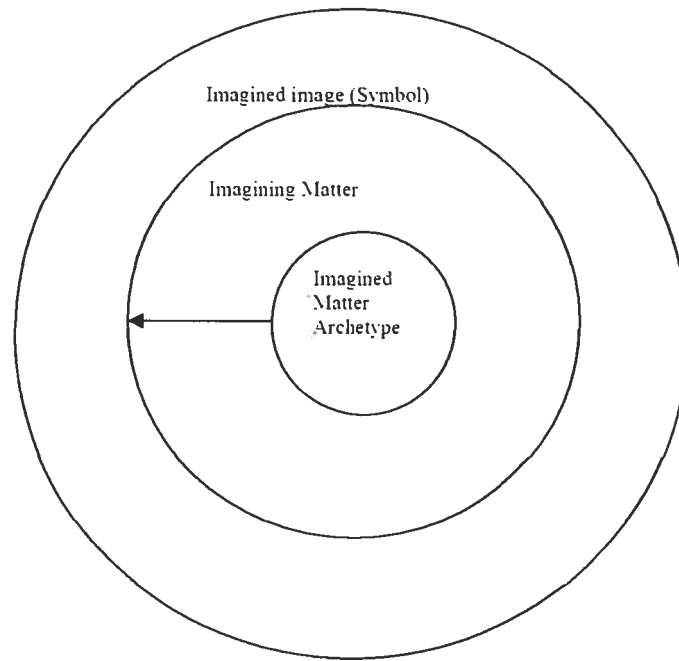 Imagined image (Symbol)
Imagining Matter
Imagined
Matter
Archetype